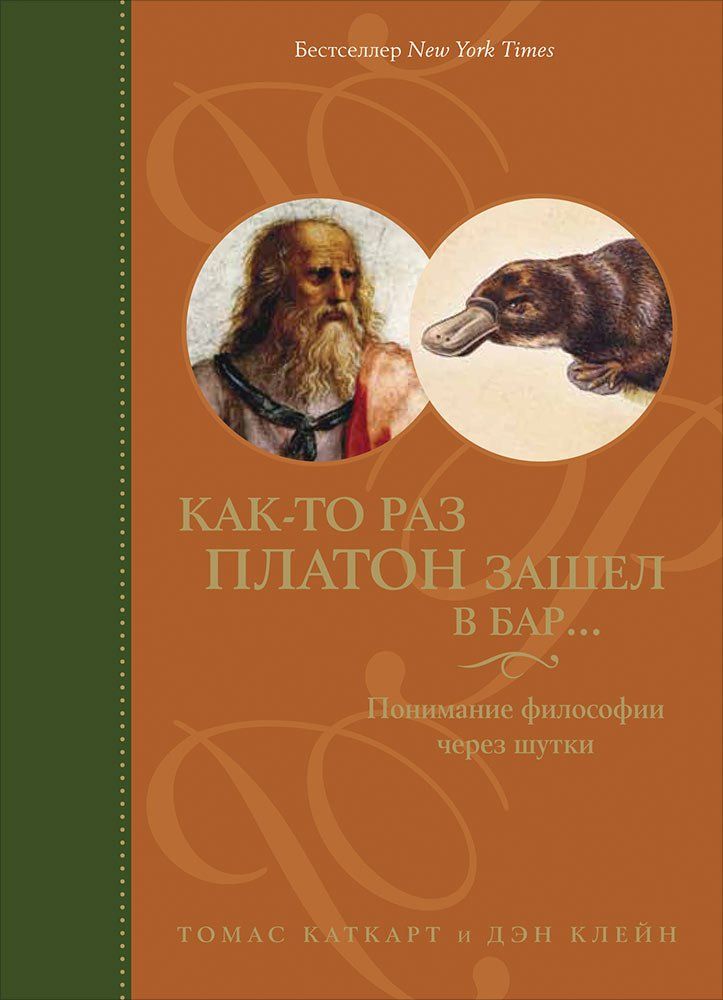 Бестселлер New York Times
КАК-ТО РАЗ
ПЛАТОН ЗАШЕЛ
В БАР...
Понимание философии
через шутки
ТОМАС КАТКАРТ и ДЭН КЛЕЙН